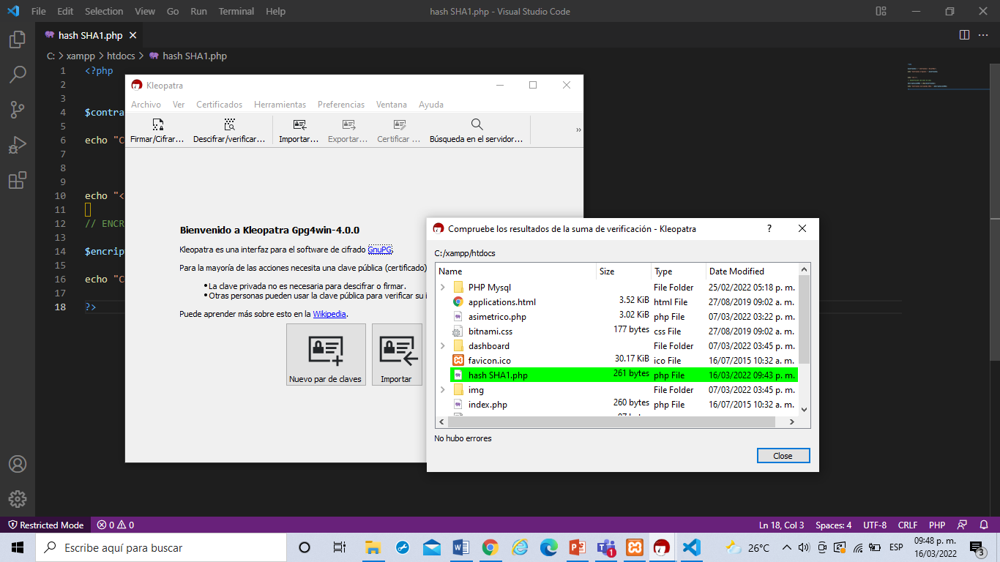 File Edit Selection View Go Run Terminal Help hash SHA1.php - Visual Studio Code
hash SHA1.php
C: > xampp > htdocs > hash SHA1.php
1 <?php
2
3
4 $contra
5
6 echo "C
7
8
9
10 echo "<
11
12 // ENCR
13
14 $encript
15
16 echo "C
17
18 ?>
Kleopatra
Archivo Ver Certificados Herramientas Preferencias Ventana Ayuda
Firmar/Cifrar... Descifrar/verificar... Importar... Exportar... Certificar ... Búsqueda en el servidor... »
Bienvenido a Kleopatra Gpg4win-4.0.0
Kleopatra es una interfaz para el software de cifrado GnuPG.
Para la mayoría de las acciones necesita una clave pública (certificado)
• La clave privada no es necesaria para descifrar o firmar.
• Otras personas pueden usar la clave pública para verificar su i
Puede aprender más sobre esto en la Wikipedia.
Nuevo par de claves Importar
Compruebe los resultados de la suma de verificación - Kleopatra ?
C:/xampp/htdocs
Name Size Type Date Modified
PHP Mysql File Folder 25/02/2022 05:18 p. m.
applications.html 3.52 KiB html File 27/08/2019 09:02 a. m.
asimetrico.php 3.02 KiB php File 07/03/2022 03:22 p. m.
bitnami.css 177 bytes css File 27/08/2019 09:02 a. m.
dashboard File Folder 07/03/2022 03:45 p. m.
favicon.ico 30.17 KiB ico File 16/07/2015 10:32 a. m.
hash SHA1.php 261 bytes php File 16/03/2022 09:43 p. m.
img File Folder 07/03/2022 03:45 p. m.
index.php 260 bytes php File 16/07/2015 10:32 a. m.
No hubo errores
Close
Restricted Mode 0 0 Ln 18, Col 3 Spaces: 4 UTF-8 CRLF PHP
Escribe aquí para buscar 1 26°C ESP 09:48 p. m.
16/03/2022 3